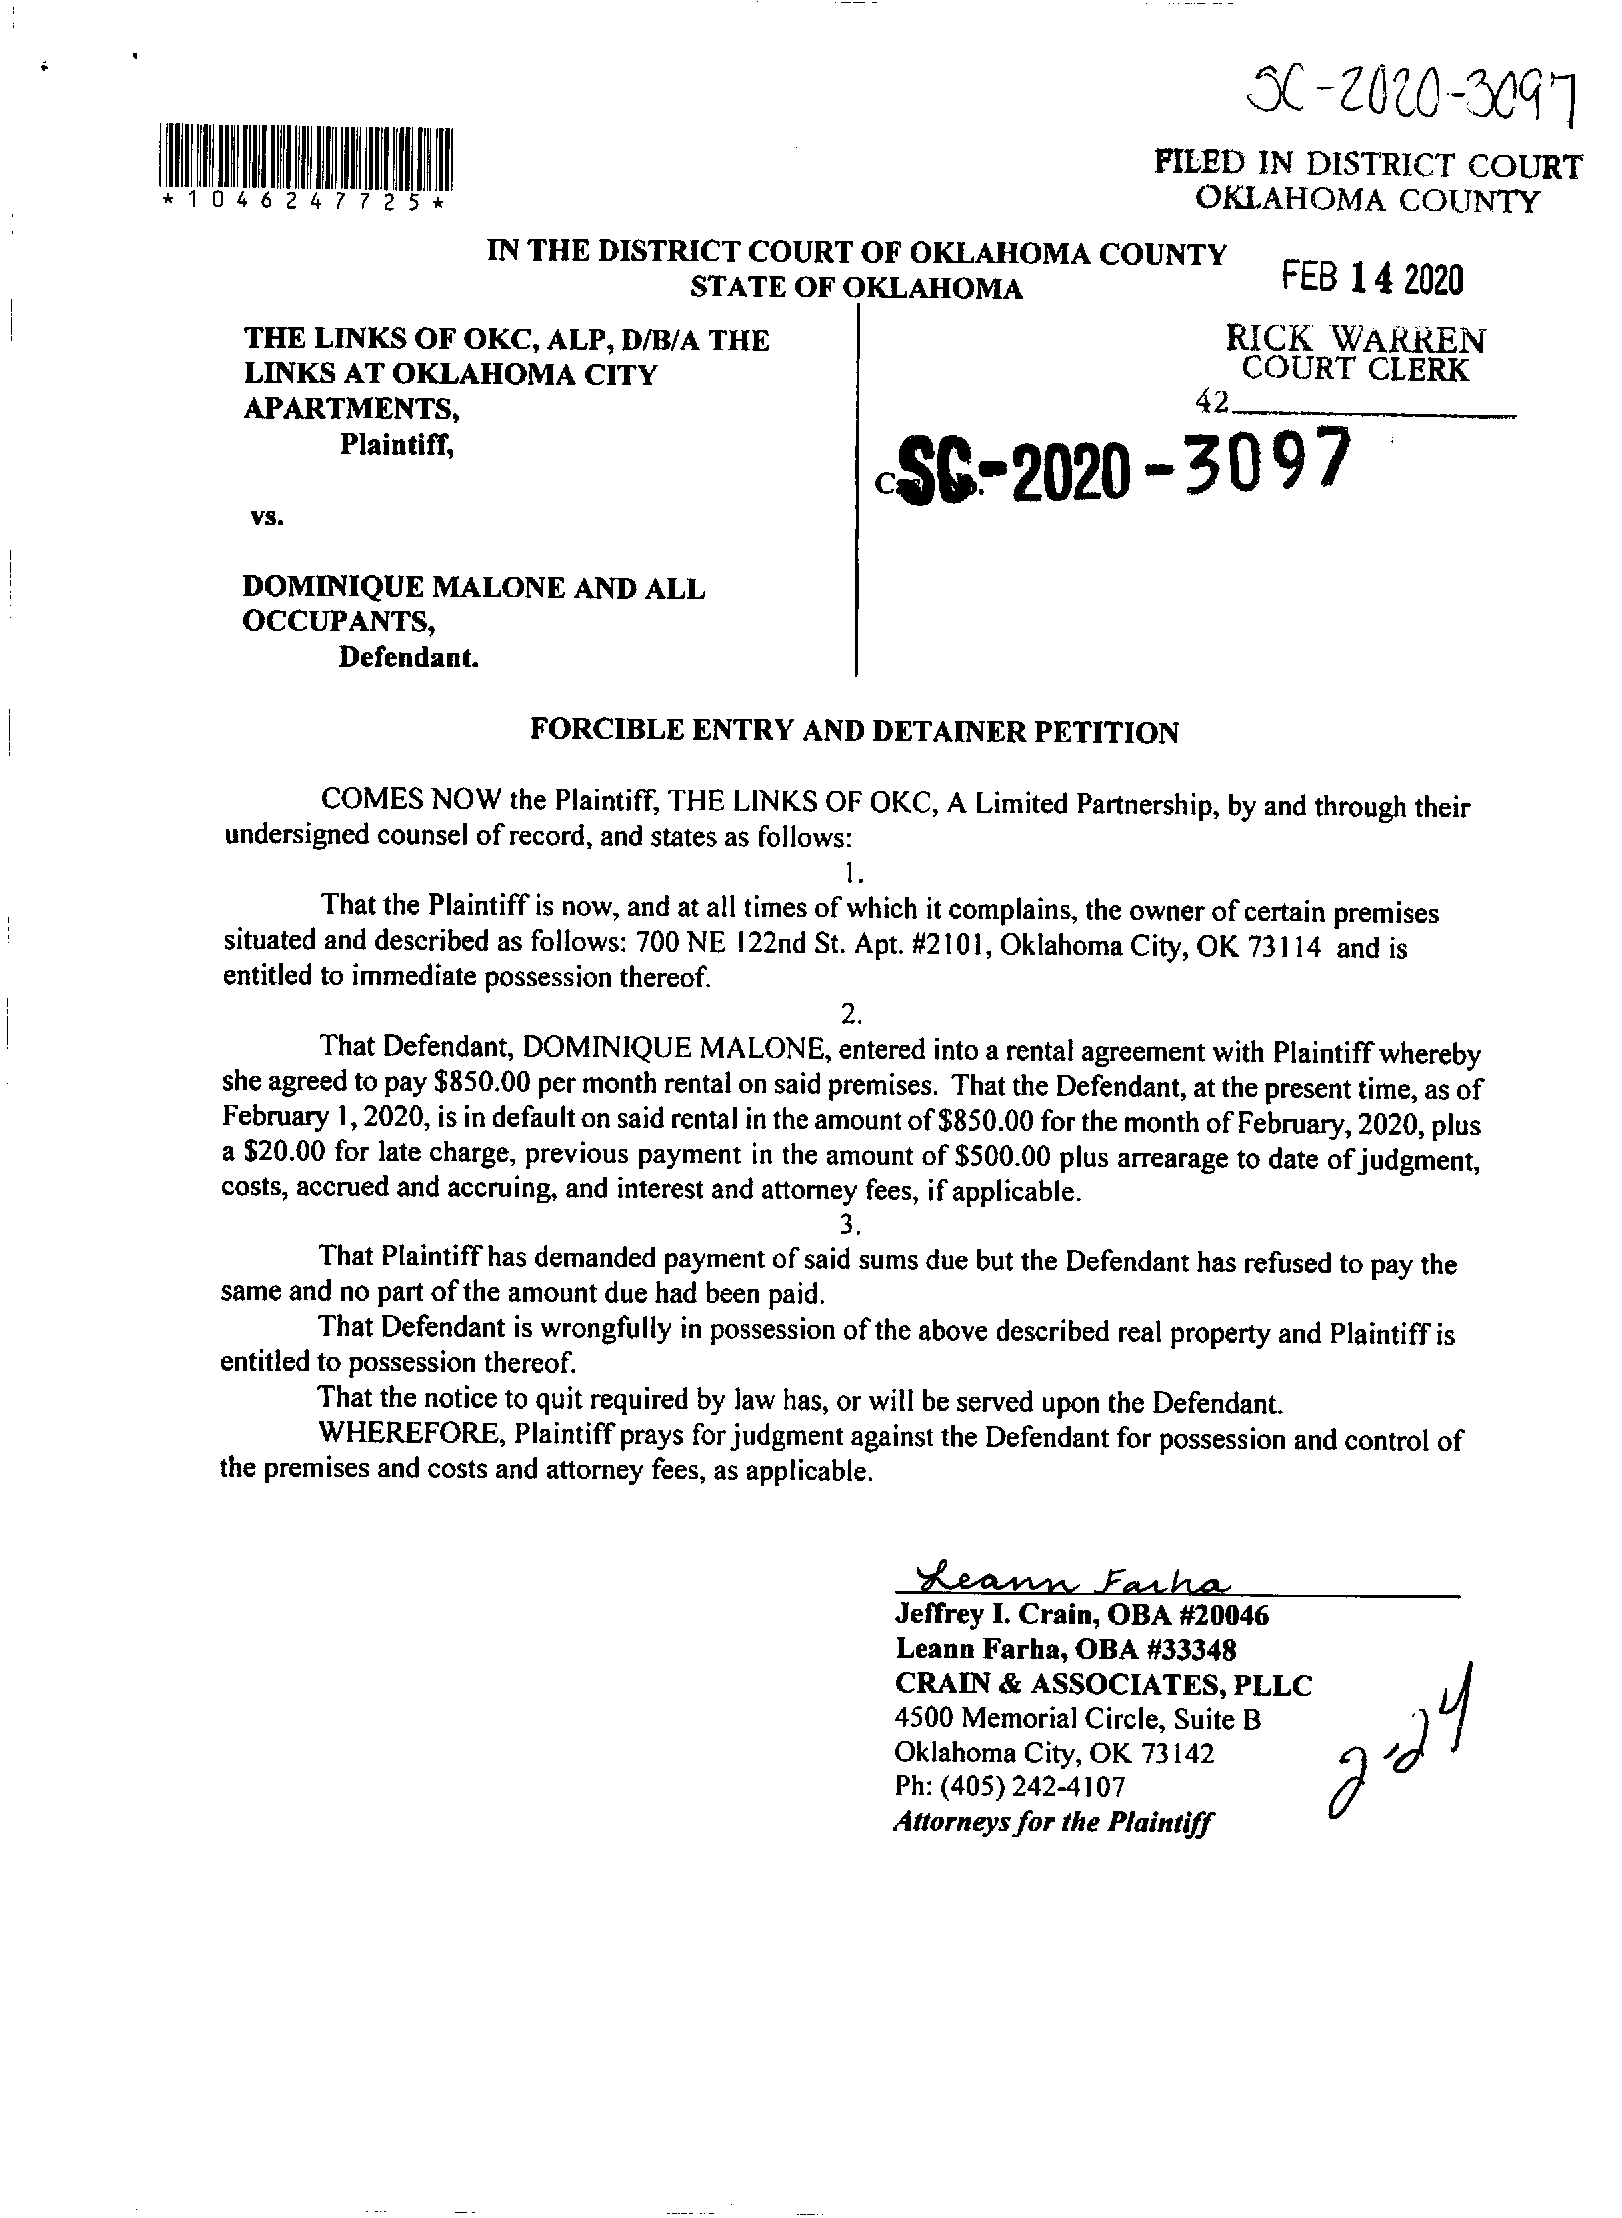 SC-2020-3097
*1046247725*
FILED IN DISTRICT COURT
OKLAHOMA COUNTY
IN THE DISTRICT COURT OF OKLAHOMA COUNTY
STATE OF OKLAHOMA
FEB 14 2020
THE LINKS OF OKC, ALP, D/B/A THE
LINKS AT OKLAHOMA CITY
APARTMENTS,
Plaintiff,
RICK WARREN
COURT CLERK
42
SC-2020-3097
vs.
DOMINIQUE MALONE AND ALL
OCCUPANTS,
Defendant.
FORCIBLE ENTRY AND DETAINER PETITION
COMES NOW the Plaintiff, THE LINKS OF OKC, A Limited Partnership, by and through their
undersigned counsel of record, and states as follows:
1.
That the Plaintiff is now, and at all times of which it complains, the owner of certain premises
situated and described as follows: 700 NE 122nd St. Apt. #2101, Oklahoma City, OK 73114 and is
entitled to immediate possession thereof.
2.
That Defendant, DOMINIQUE MALONE, entered into a rental agreement with Plaintiff whereby
she agreed to pay $850.00 per month rental on said premises. That the Defendant, at the present time, as of
February 1, 2020, is in default on said rental in the amount of $850.00 for the month of February, 2020, plus
a $20.00 for late charge, previous payment in the amount of $500.00 plus arrearage to date of judgment,
costs, accrued and accruing, and interest and attorney fees, if applicable.
3.
That Plaintiff has demanded payment of said sums due but the Defendant has refused to pay the
same and no part of the amount due had been paid.
That Defendant is wrongfully in possession of the above described real property and Plaintiff is
entitled to possession thereof.
That the notice to quit required by law has, or will be served upon the Defendant.
WHEREFORE, Plaintiff prays for judgment against the Defendant for possession and control of
the premises and costs and attorney fees, as applicable.
Leann Farha
Jeffrey I. Crain, OBA #20046
Leann Farha, OBA #33348
CRAIN & ASSOCIATES, PLLC
4500 Memorial Circle, Suite B
Oklahoma City, OK 73142
Ph: (405) 242-4107
Attorneys for the Plaintiff
2-24